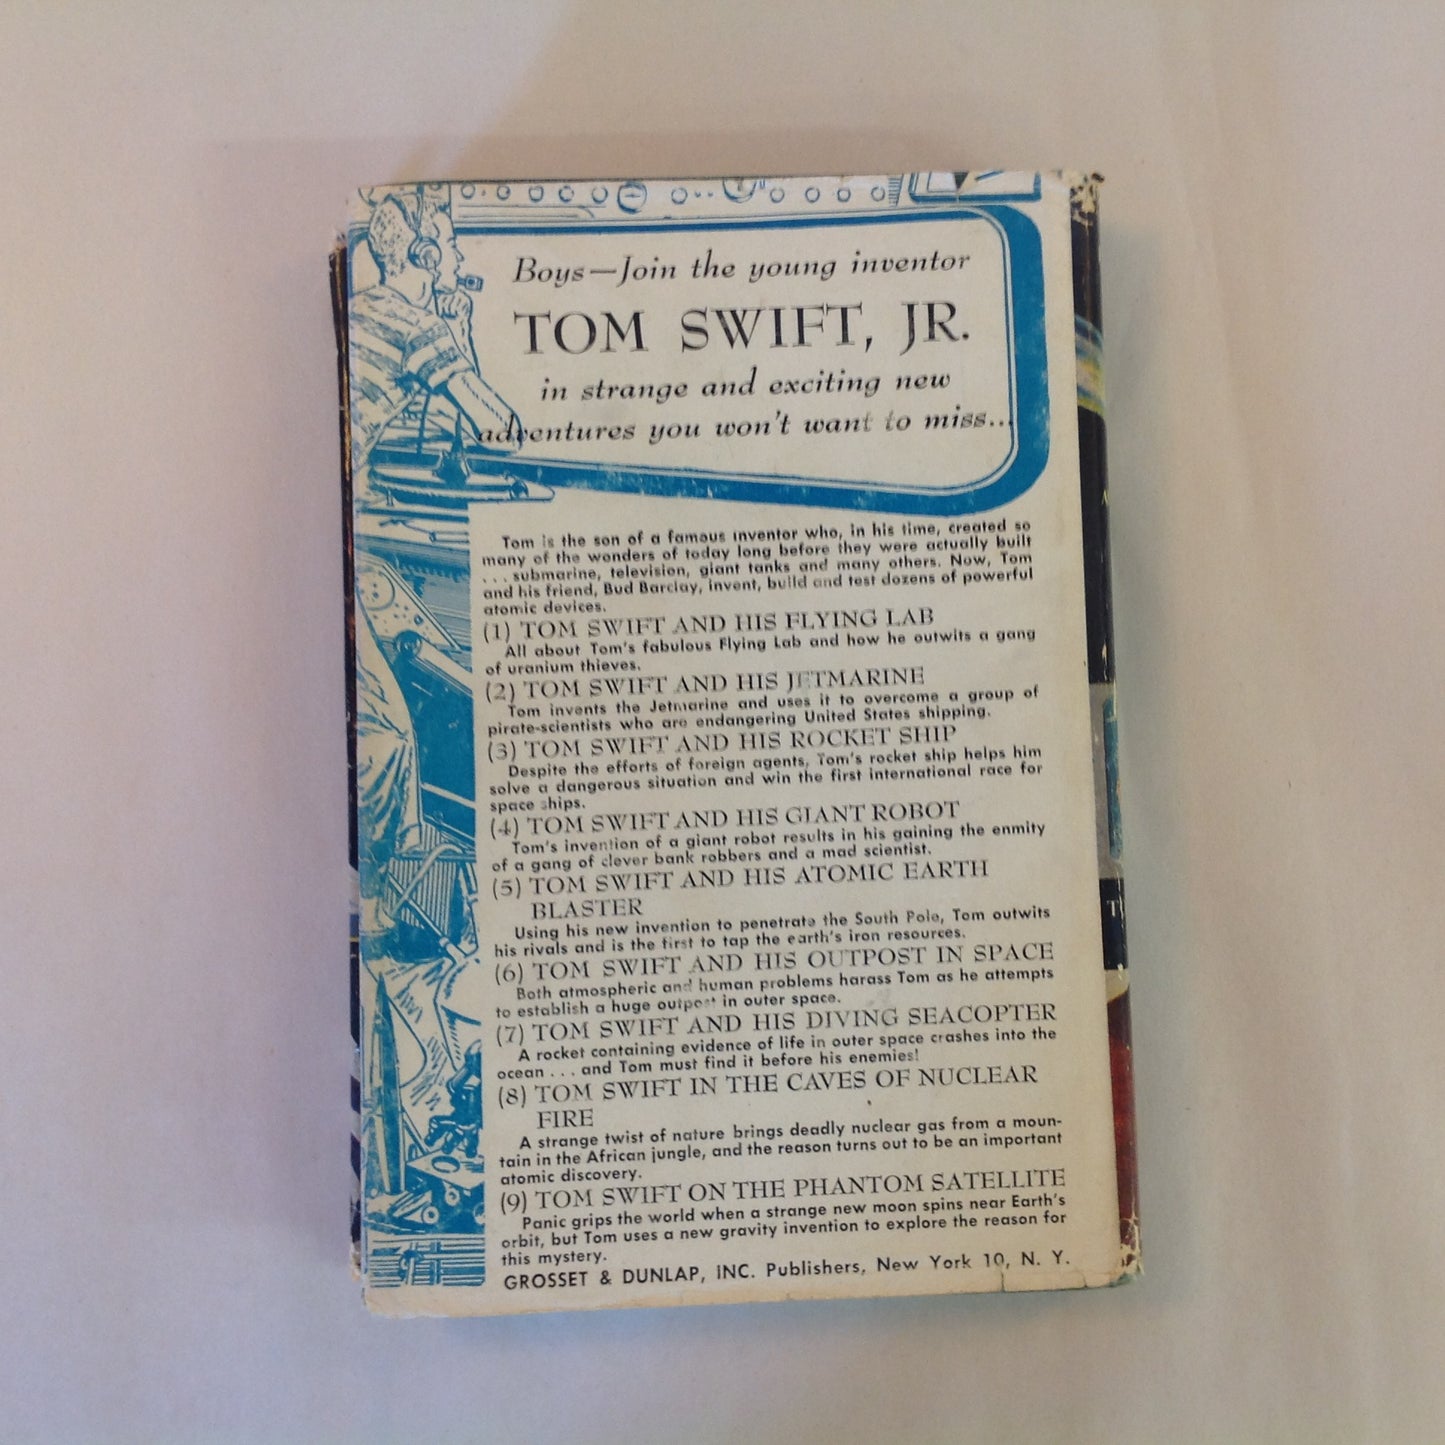 Boys—Join the young inventor
TOM SWIFT, JR.
in strange and exciting new
adventures you won't want to miss...
Tom is the son of a famous inventor who, in his time, created so
many of the wonders of today long before they were actually built
. . . submarine, television, giant tanks and many others. Now, Tom
and his friend, Bud Barclay, invent, build and test dozens of powerful
atomic devices.
(1) TOM SWIFT AND HIS FLYING LAB
All about Tom's fabulous Flying Lab and how he outwits a gang
of uranium thieves.
(2) TOM SWIFT AND HIS JETMARINE
Tom invents the Jetmarine and uses it to overcome a group of
pirate-scientists who are endangering United States shipping.
(3) TOM SWIFT AND HIS ROCKET SHIP
Despite the efforts of foreign agents, Tom's rocket ship helps him
solve a dangerous situation and win the first international race for
space ships.
(4) TOM SWIFT AND HIS GIANT ROBOT
Tom's invention of a giant robot results in his gaining the enmity
of a gang of clever bank robbers and a mad scientist.
(5) TOM SWIFT AND HIS ATOMIC EARTH
BLASTER
Using his new invention to penetrate the South Pole, Tom outwits
his rivals and is the first to tap the earth's iron resources.
(6) TOM SWIFT AND HIS OUTPOST IN SPACE
Both atmospheric and human problems harass Tom as he attempts
to establish a huge outpost in outer space.
(7) TOM SWIFT AND HIS DIVING SEACOPTER
A rocket containing evidence of life in outer space crashes into the
ocean . . . and Tom must find it before his enemies!
(8) TOM SWIFT IN THE CAVES OF NUCLEAR
FIRE
A strange twist of nature brings deadly nuclear gas from a moun-
tain in the African jungle, and the reason turns out to be an important
atomic discovery.
(9) TOM SWIFT ON THE PHANTOM SATELLITE
Panic grips the world when a strange new moon spins near Earth's
orbit, but Tom uses a new gravity invention to explore the reason for
this mystery.
GROSSET & DUNLAP, INC. Publishers, New York 10, N. Y.